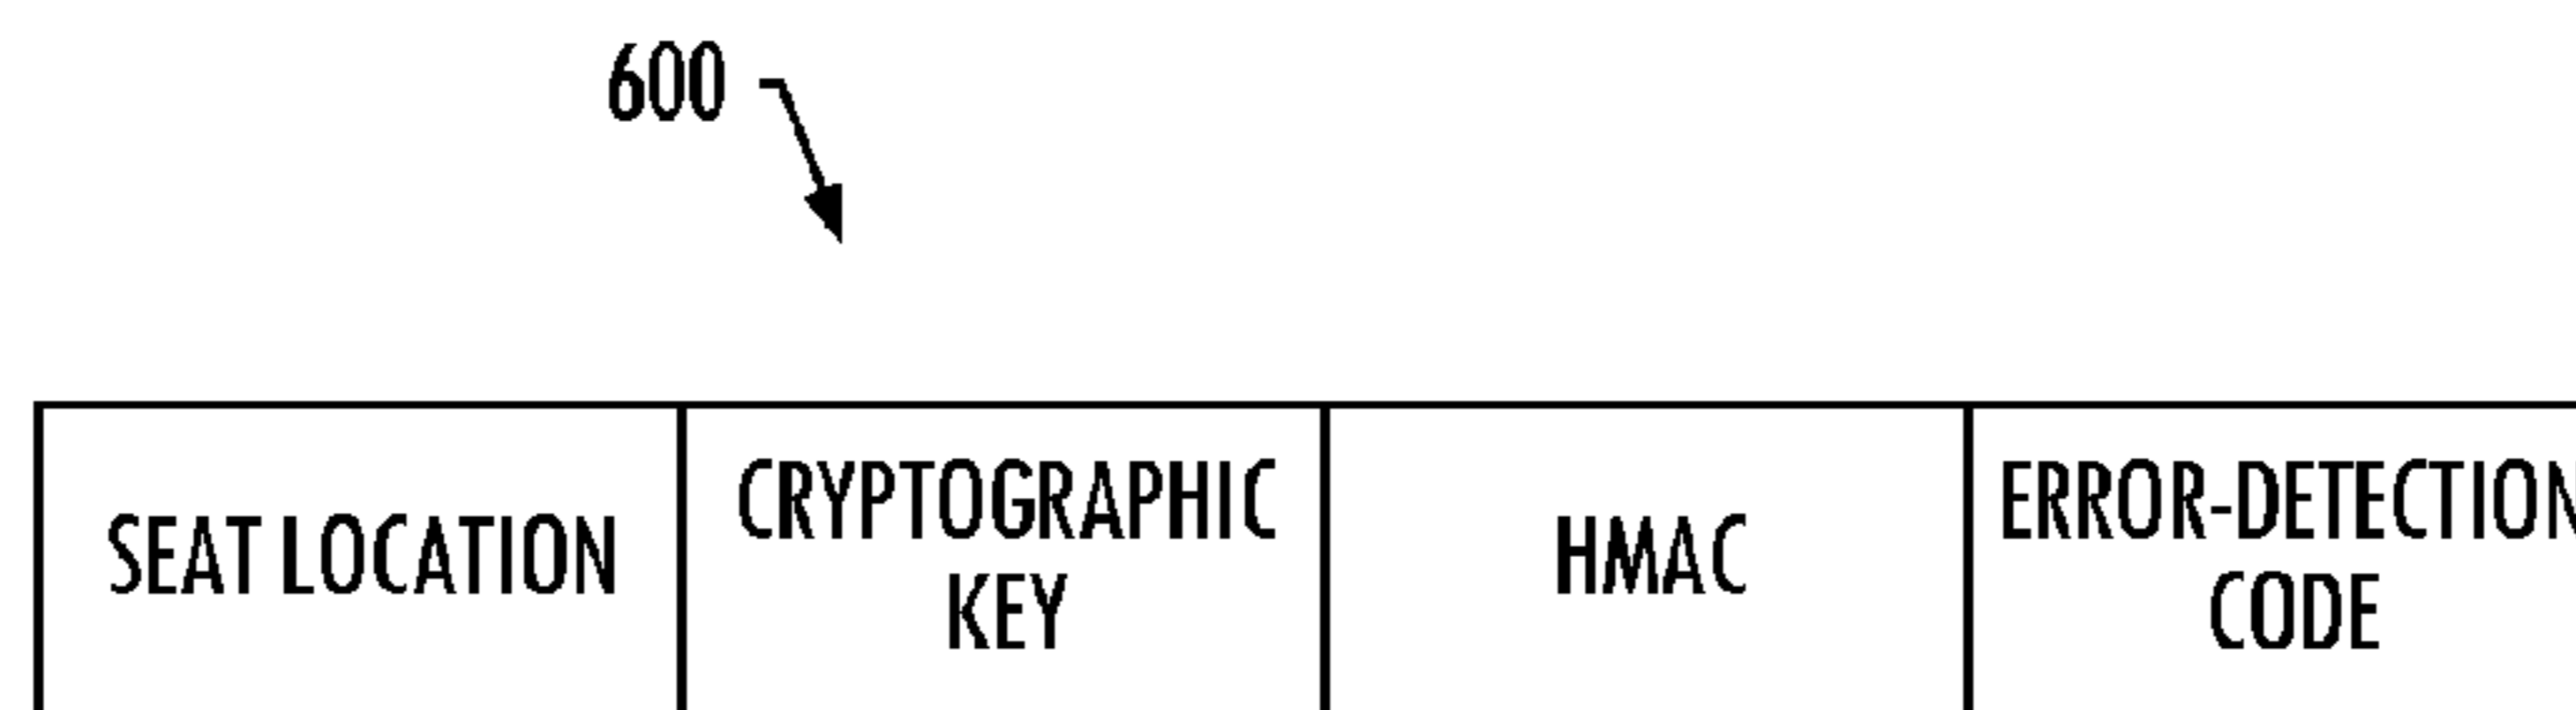 600
SEAT LOCATION
CRYPTOGRAPHIC
KEY
HMAC
ERROR-DETECTION
CODE